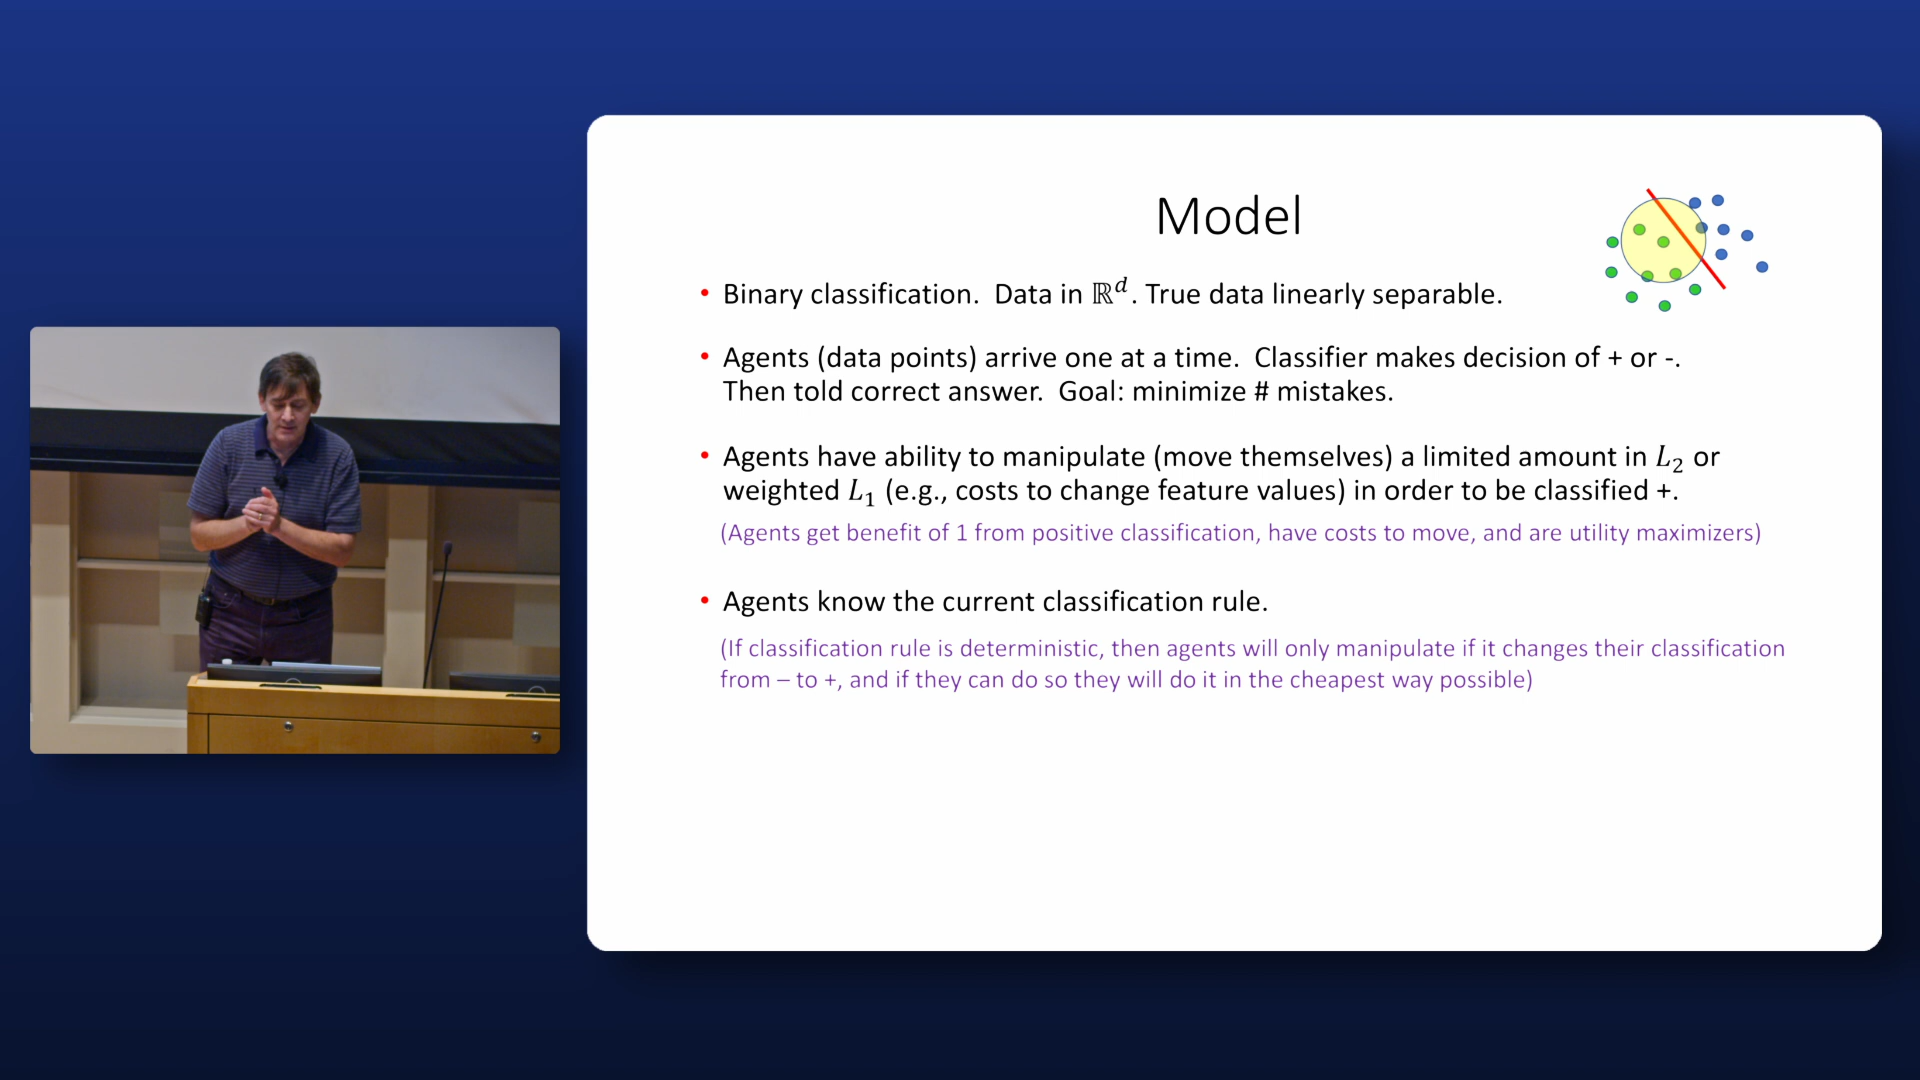 Model
• Binary classification. Data in ℝᵈ. True data linearly separable.
• Agents (data points) arrive one at a time. Classifier makes decision of + or -.
Then told correct answer. Goal: minimize # mistakes.
• Agents have ability to manipulate (move themselves) a limited amount in L₂ or
weighted L₁ (e.g., costs to change feature values) in order to be classified +.
(Agents get benefit of 1 from positive classification, have costs to move, and are utility maximizers)
• Agents know the current classification rule.
(If classification rule is deterministic, then agents will only manipulate if it changes their classification
from – to +, and if they can do so they will do it in the cheapest way possible)